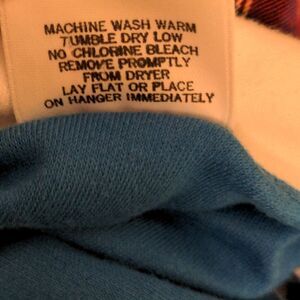 MACHINE WASH WARM
TUMBLE DRY LOW
NO CHLORINE BLEACH
REMOVE PROMPTLY
FROM DRYER
LAY FLAT OR PLACE
ON HANGER IMMEDIATELY